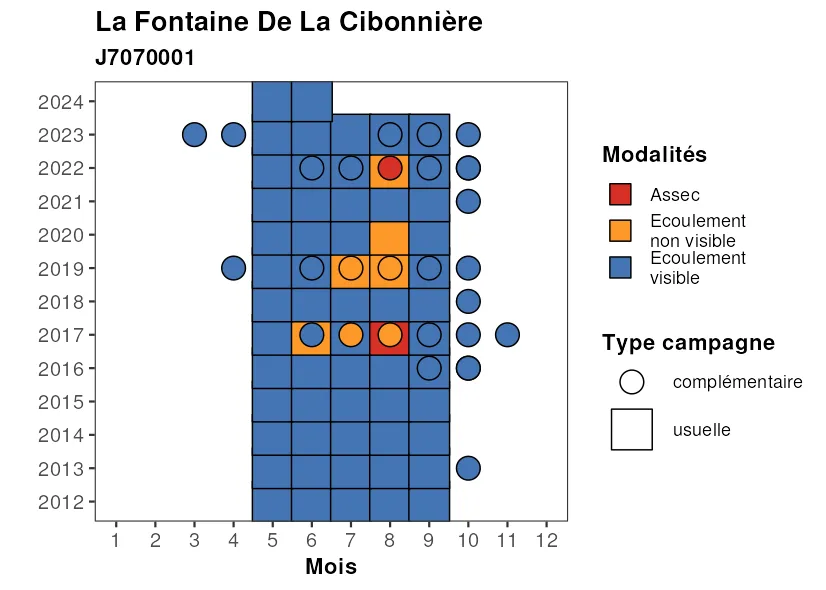 La Fontaine De La Cibonnière
J7070001
2024
2023
2022
2021
2020
2019
2018
2017
2016
2015
2014
2013
2012
1 2 3 4 5 6 7 8 9 10 11 12
Mois
Modalités
Assec
Ecoulement
non visible
Ecoulement
visible
Type campagne
complémentaire
usuelle